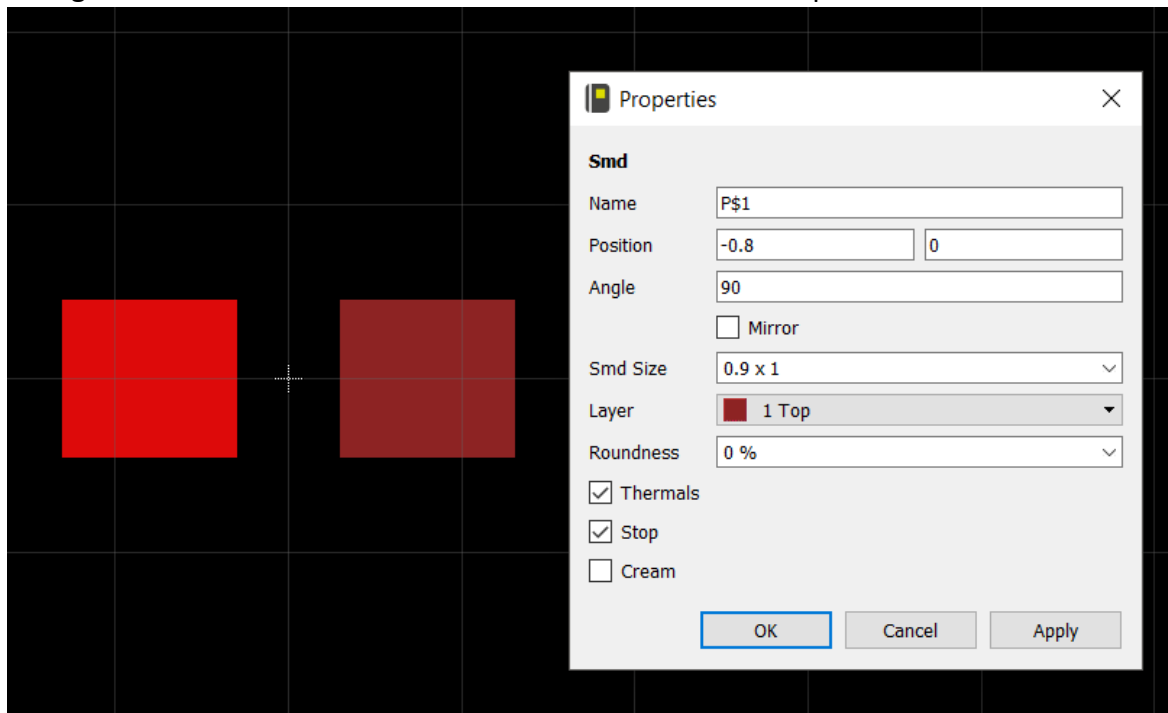 Properties
Smd
Name P$1
Position -0.8 0
Angle 90
Mirror
Smd Size 0.9 x 1
Layer 1 Top
Roundness 0 %
Thermals
Stop
Cream
OK Cancel Apply